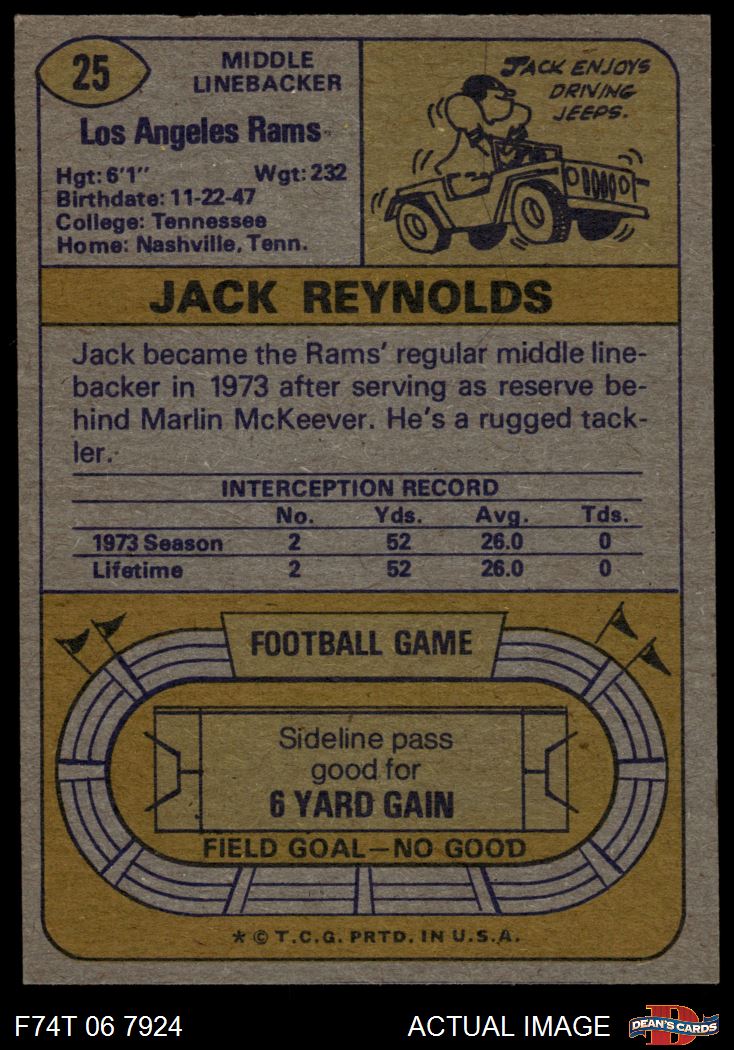 25
MIDDLE
LINEBACKER
Los Angeles Rams
Hgt: 6'1" Wgt: 232
Birthdate: 11-22-47
College: Tennessee
Home: Nashville, Tenn.
JACK ENJOYS
DRIVING
JEEPS.
JACK REYNOLDS
Jack became the Rams' regular middle line-
backer in 1973 after serving as reserve be-
hind Marlin McKeever. He's a rugged tack-
ler.
INTERCEPTION RECORD
No. Yds. Avg. Tds.
1973 Season 2 52 26.0 0
Lifetime 2 52 26.0 0
FOOTBALL GAME
Sideline pass
good for
6 YARD GAIN
FIELD GOAL—NO GOOD
* © T.C.G. PRTD. IN U.S.A.
F74T 06 7924 ACTUAL IMAGE
D
DEAN'S CARDS